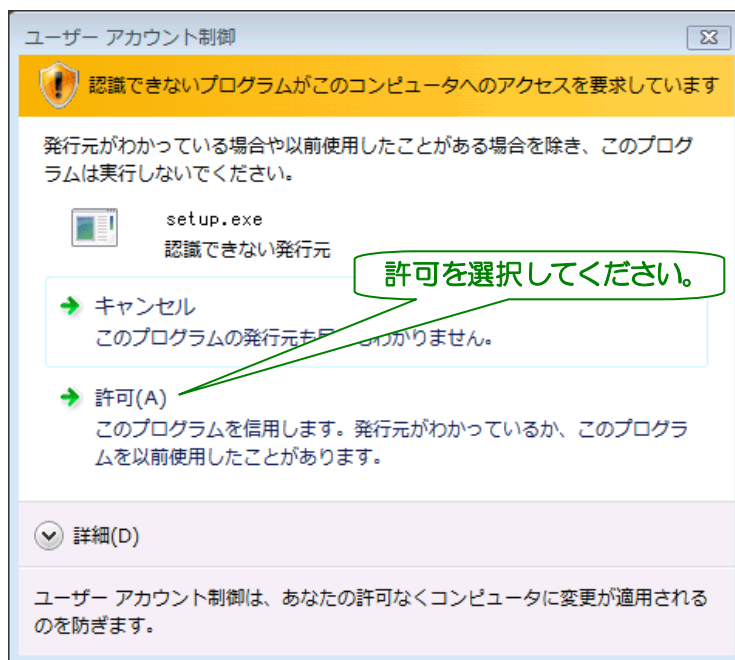 ユーザー アカウント制御
認識できないプログラムがこのコンピュータへのアクセスを要求しています
発行元がわかっている場合や以前使用したことがある場合を除き、このプログ
ラムは実行しないでください。
setup.exe
認識できない発行元
許可を選択してください。
キャンセル
このプログラムの発行元も わかりません。
許可(A)
このプログラムを信用します。発行元がわかっているか、このプログラ
ムを以前使用したことがあります。
詳細(D)
ユーザー アカウント制御は、あなたの許可なくコンピュータに変更が適用される
のを防ぎます。